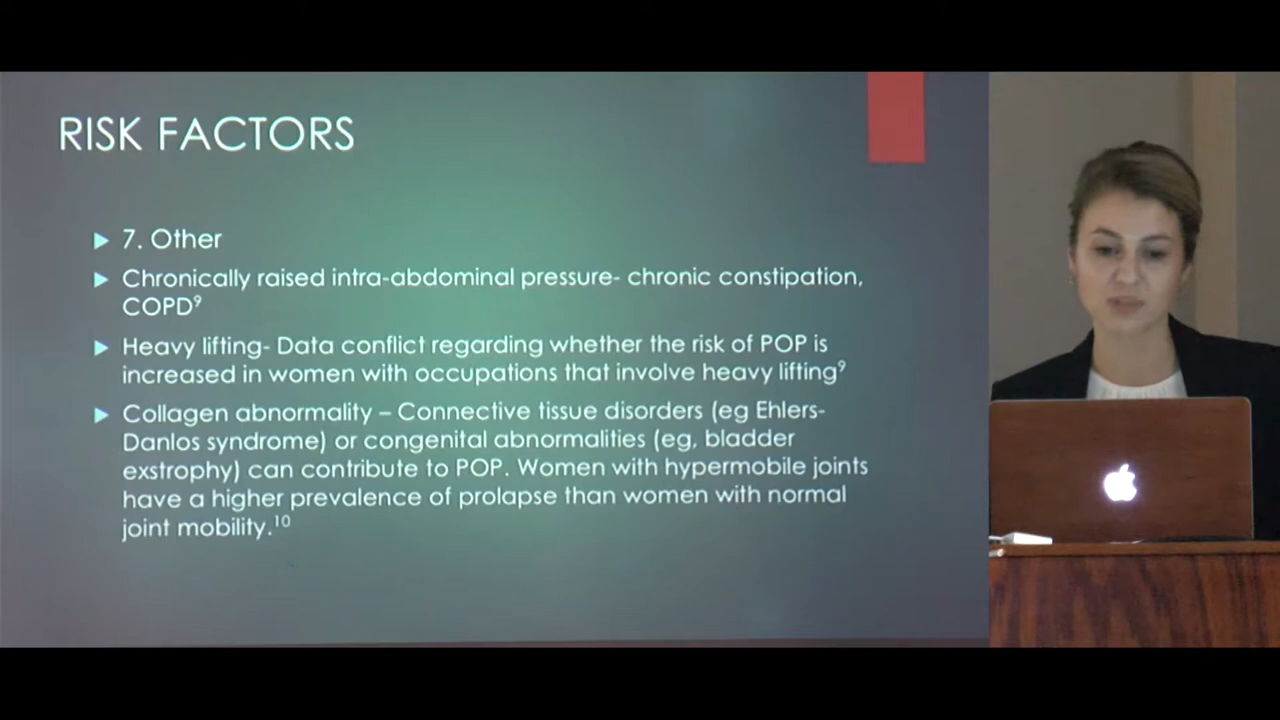 RISK FACTORS
7. Other
Chronically raised intra-abdominal pressure- chronic constipation,
COPD⁹
Heavy lifting- Data conflict regarding whether the risk of POP is
increased in women with occupations that involve heavy lifting⁹
Collagen abnormality – Connective tissue disorders (eg Ehlers-
Danlos syndrome) or congenital abnormalities (eg, bladder
exstrophy) can contribute to POP. Women with hypermobile joints
have a higher prevalence of prolapse than women with normal
joint mobility.¹⁰